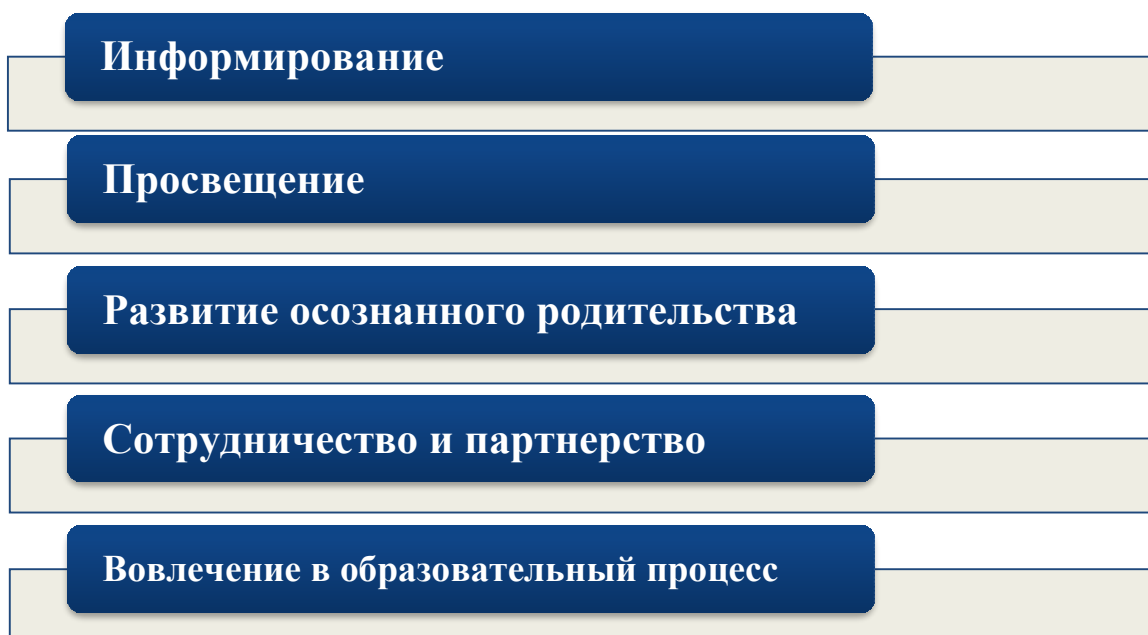 Информирование
Просвещение
Развитие осознанного родительства
Сотрудничество и партнерство
Вовлечение в образовательный процесс